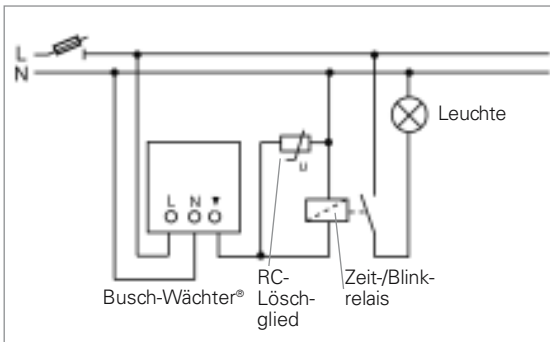 L
N
Leuchte
L N ▼
u
Busch-Wächter®
RC-
Lösch-
glied
Zeit-/Blink-
relais